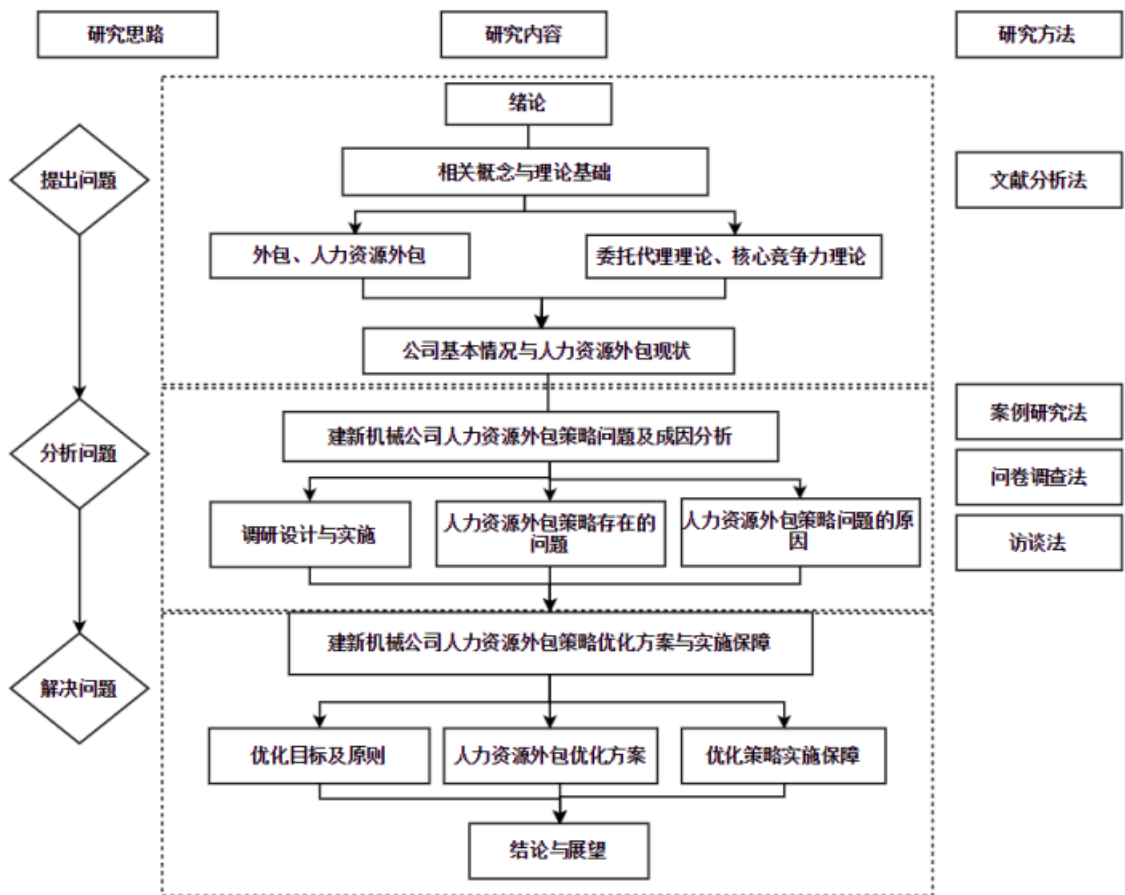 研究思路
研究内容
研究方法
绪论
提出问题
相关概念与理论基础
文献分析法
外包、人力资源外包
委托代理理论、核心竞争力理论
公司基本情况与人力资源外包现状
分析问题
建新机械公司人力资源外包策略问题及成因分析
案例研究法
问卷调查法
调研设计与实施
人力资源外包策略存在的
问题
人力资源外包策略问题的原
因
访谈法
解决问题
建新机械公司人力资源外包策略优化方案与实施保障
优化目标及原则
人力资源外包优化方案
优化策略实施保障
结论与展望